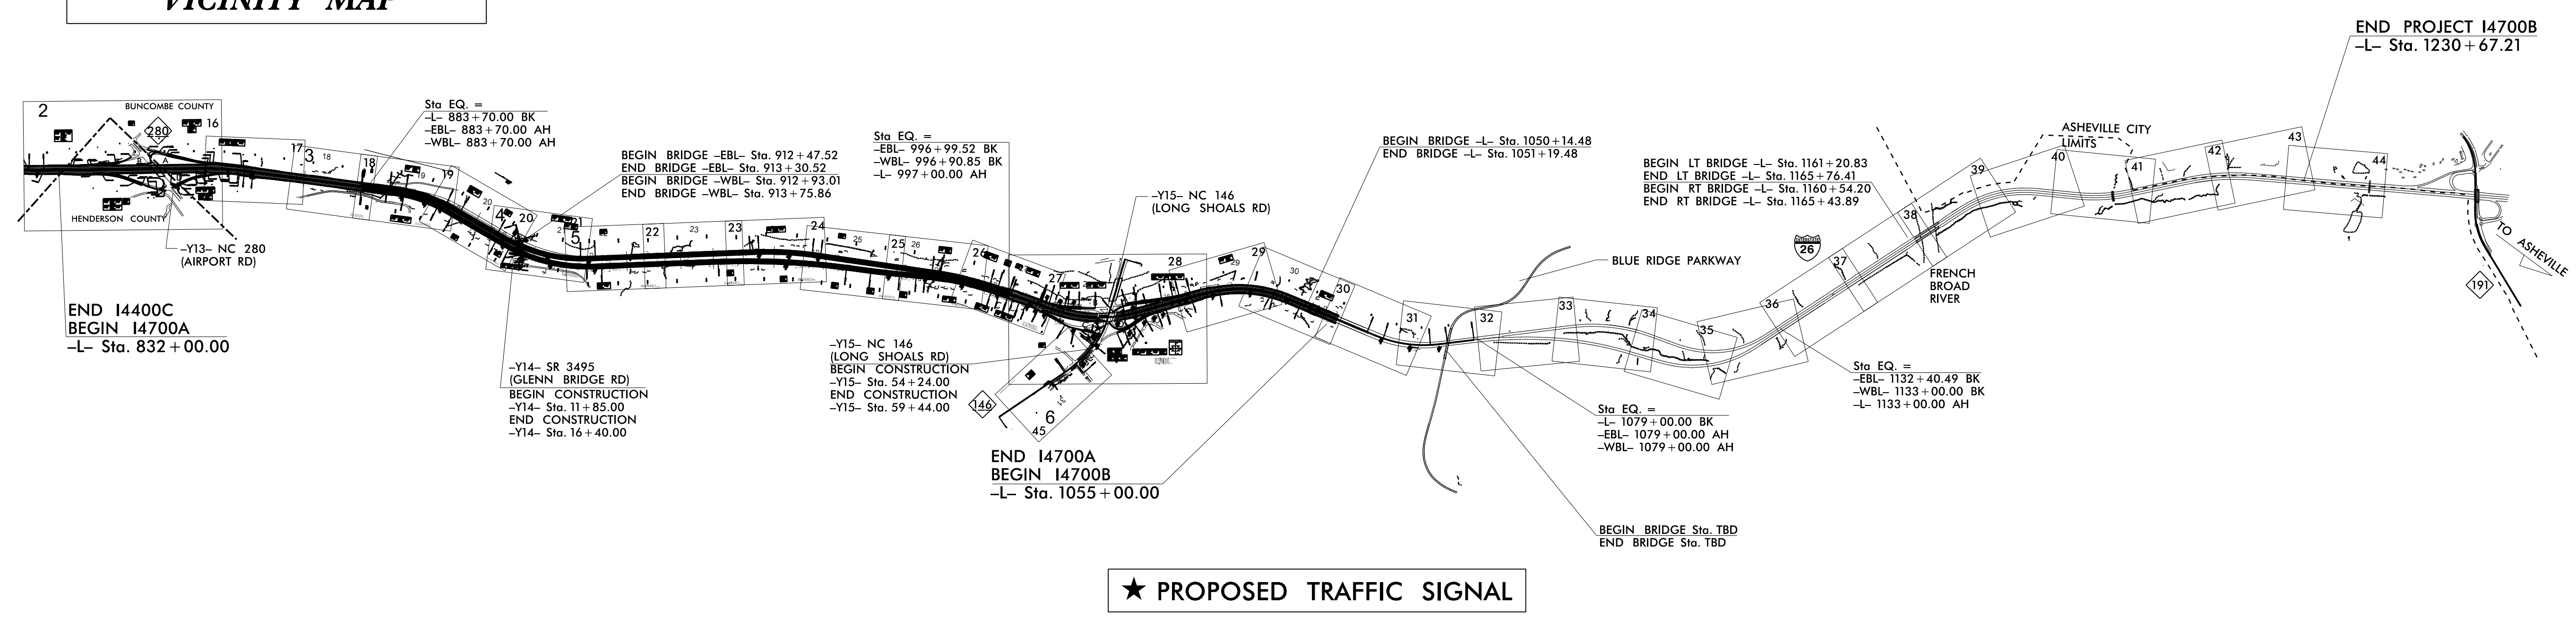 VICINITY MAP
END PROJECT I4700B
–L– Sta. 1230+67.21
2
BUNCOMBE COUNTY
280
16
HENDERSON COUNTY
–Y13– NC 280
(AIRPORT RD)
END I4400C
BEGIN I4700A
–L– Sta. 832+00.00
17
3
18
18
19
19
Sta EQ. =
–L– 883+70.00 BK
–EBL– 883+70.00 AH
–WBL– 883+70.00 AH
20
4
20
21
5
BEGIN BRIDGE –EBL– Sta. 912+47.52
END BRIDGE –EBL– Sta. 913+30.52
BEGIN BRIDGE –WBL– Sta. 912+93.01
END BRIDGE –WBL– Sta. 913+75.86
–Y14– SR 3495
(GLENN BRIDGE RD)
BEGIN CONSTRUCTION
–Y14– Sta. 11+85.00
END CONSTRUCTION
–Y14– Sta. 16+40.00
22
23
23
24
25
25
26
26
Sta EQ. =
–EBL– 996+99.52 BK
–WBL– 996+90.85 BK
–L– 997+00.00 AH
27
28
–Y15– NC 146
(LONG SHOALS RD)
–Y15– NC 146
(LONG SHOALS RD)
BEGIN CONSTRUCTION
–Y15– Sta. 54+24.00
END CONSTRUCTION
–Y15– Sta. 59+44.00
146
31
6
45
END I4700A
BEGIN I4700B
–L– Sta. 1055+00.00
29
29
30
30
BEGIN BRIDGE –L– Sta. 1050+14.48
END BRIDGE –L– Sta. 1051+19.48
31
32
33
34
35
36
37
38
39
40
41
42
43
44
BLUE RIDGE PARKWAY
BEGIN LT BRIDGE –L– Sta. 1161+20.83
END LT BRIDGE –L– Sta. 1165+76.41
BEGIN RT BRIDGE –L– Sta. 1160+54.20
END RT BRIDGE –L– Sta. 1165+43.89
26
FRENCH
BROAD
RIVER
ASHEVILLE CITY
LIMITS
TO ASHEVILLE
191
Sta EQ. =
–EBL– 1132+40.49 BK
–WBL– 1133+00.00 BK
–L– 1133+00.00 AH
Sta EQ. =
–L– 1079+00.00 BK
–EBL– 1079+00.00 AH
–WBL– 1079+00.00 AH
BEGIN BRIDGE Sta. TBD
END BRIDGE Sta. TBD
★ PROPOSED TRAFFIC SIGNAL